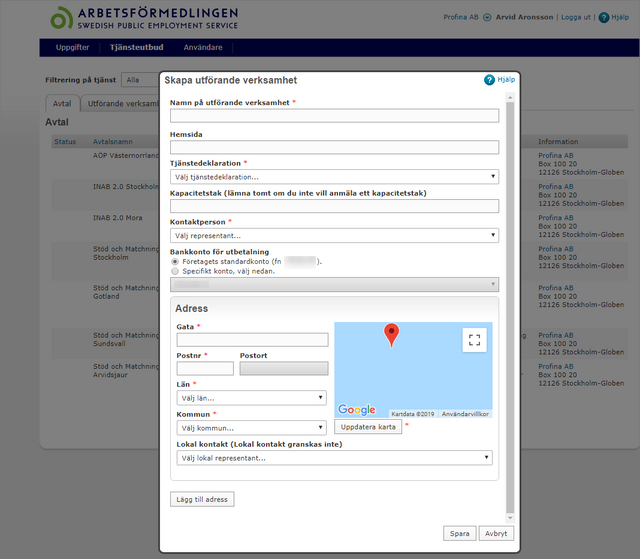 ARBETSFÖRMEDLINGEN
SWEDISH PUBLIC EMPLOYMENT SERVICE
Profina AB | Arvid Aronsson | Logga ut | ? Hjälp
Uppgifter Tjänsteutbud Användare
Filtrering på tjänst Alla
Avtal Utförande verksamh
Avtal
Status Avtalsnamn Information
AÖP Västernorrland Profina AB
Box 100 20
12126 Stockholm-Globen
INAB 2.0 Stockholm Profina AB
Box 100 20
12126 Stockholm-Globen
INAB 2.0 Mora Profina AB
Box 100 20
12126 Stockholm-Globen
Stöd och Matchning Profina AB
Stockholm Box 100 20
12126 Stockholm-Globen
Stöd och Matchning Profina AB
Gotland Box 100 20
12126 Stockholm-Globen
Stöd och Matchning Profina AB
Sundsvall Box 100 20
12126 Stockholm-Globen
Stöd och Matchning Profina AB
Arvidsjaur Box 100 20
12126 Stockholm-Globen
Skapa utförande verksamhet ? Hjälp
Namn på utförande verksamhet *
Hemsida
Tjänstedeklaration *
Välj tjänstedeklaration...
Kapacitetstak (lämna tomt om du inte vill anmäla ett kapacitetstak)
Kontaktperson *
Välj representant...
Bankkonto för utbetalning
Företagets standardkonto (fn ).
Specifikt konto, välj nedan.
Adress
Gata *
Postnr * Postort
Län *
Välj län...
Kommun *
Välj kommun...
Google Kartdata ©2019 Användarvillkor
Uppdatera karta *
Lokal kontakt (Lokal kontakt granskas inte)
Välj lokal representant...
Lägg till adress
Spara Avbryt